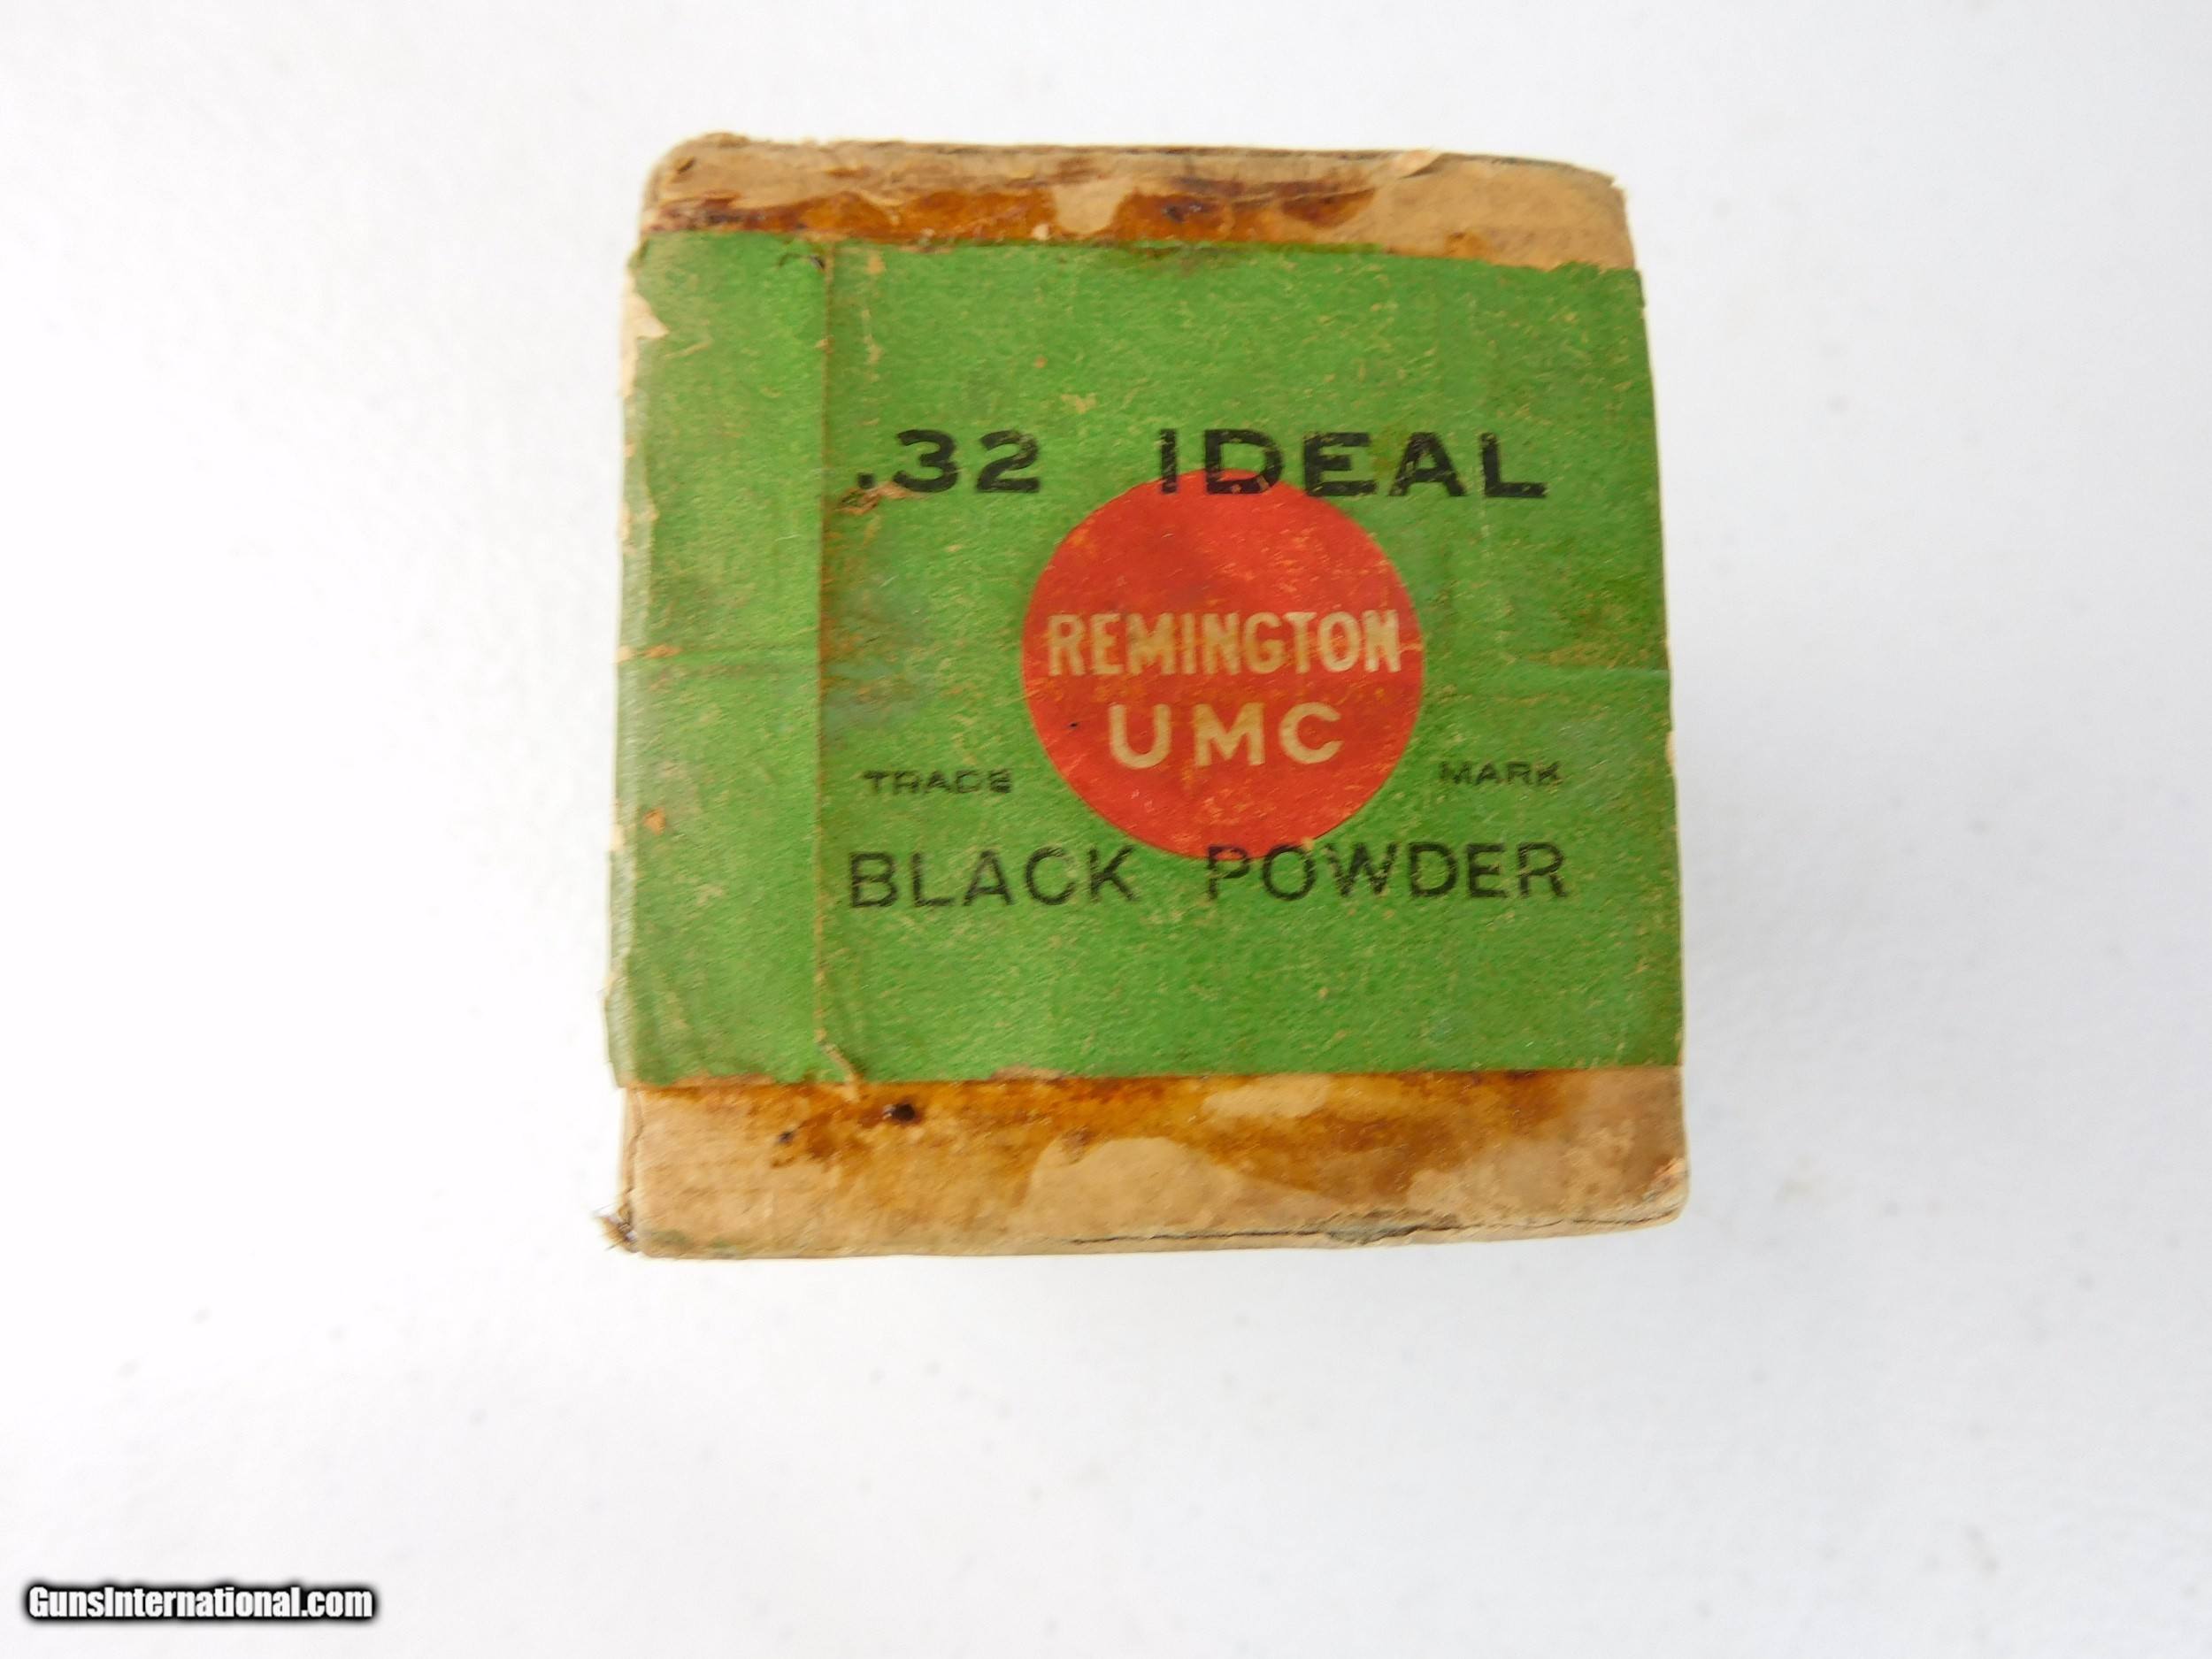 .32 IDEAL
REMINGTON
UMC
TRADE MARK
BLACK POWDER
GunsInternational.com